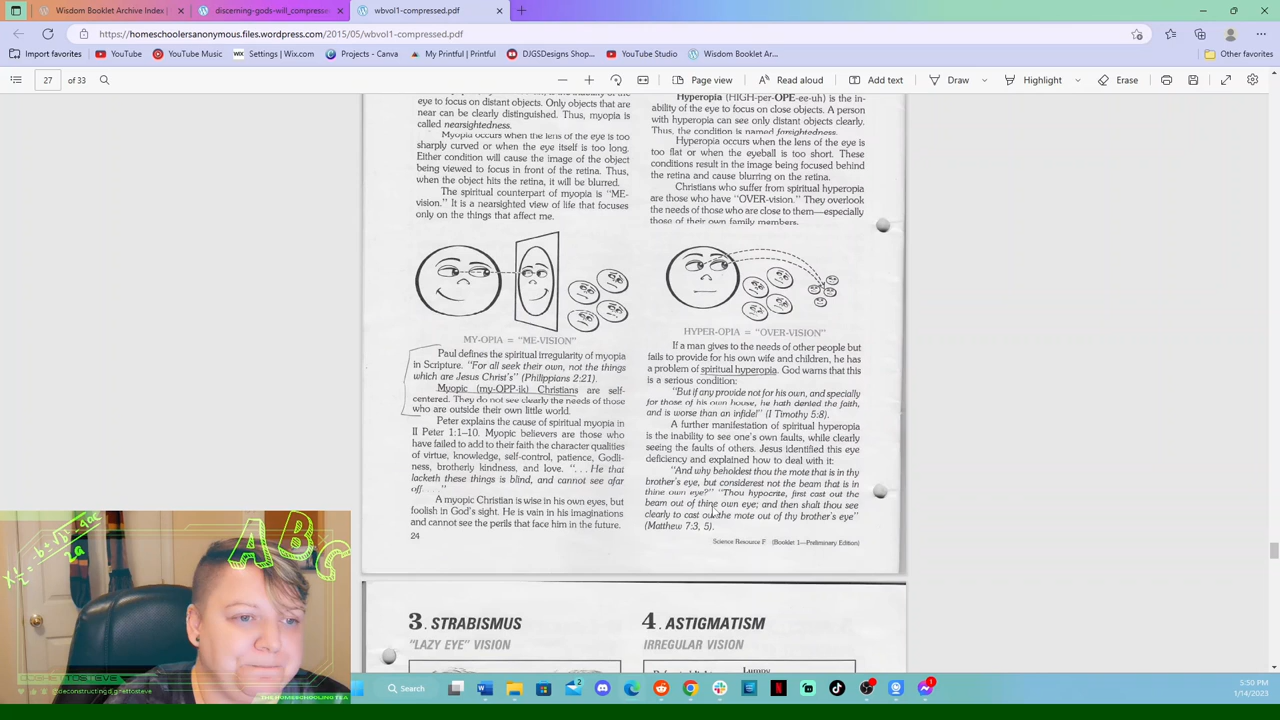 Wisdom Booklet Archive Index |
discerning-gods-will_compresse
wbvol1-compressed.pdf
https://homeschoolersanonymous.files.wordpress.com/2015/05/wbvol1-compressed.pdf
Import favorites
YouTube
YouTube Music
Settings | Wix.com
Projects - Canva
My Printful | Printful
DJGSDesigns Shop...
YouTube Studio
Wisdom Booklet Ar...
Other favorites
27 of 33
Page view
Read aloud
Add text
Draw
Highlight
Erase
eye to focus on distant objects. Only objects that are
near can be clearly distinguished. Thus, myopia is
called nearsightedness.
Myopia occurs when the lens of the eye is too
sharply curved or when the eye itself is too long.
Either condition will cause the image of the object
being viewed to focus in front of the retina. Thus,
when the object hits the retina, it will be blurred.
The spiritual counterpart of myopia is "ME-
vision." It is a nearsighted view of life that focuses
only on the things that affect me.
MY-OPIA = "ME-VISION"
Paul defines the spiritual irregularity of myopia
in Scripture. "For all seek their own, not the things
which are Jesus Christ's" (Philippians 2:21).
Myopic (my-OPP-ik) Christians are self-
centered. They do not see clearly the needs of those
who are outside their own little world.
Peter explains the cause of spiritual myopia in
II Peter 1:1–10. Myopic believers are those who
have failed to add to their faith the character qualities
of virtue, knowledge, self-control, patience, Godli-
ness, brotherly kindness, and love. ". . . He that
lacketh these things is blind, and cannot see afar
off. . . ."
A myopic Christian is wise in his own eyes, but
foolish in God's sight. He is vain in his imaginations
and cannot see the perils that face him in the future.
24
Hyperopia (HIGH-per-OPE-ee-uh) is the in-
ability of the eye to focus on close objects. A person
with hyperopia can see only distant objects clearly.
Thus, the condition is named farsightedness.
Hyperopia occurs when the lens of the eye is
too flat or when the eyeball is too short. These
conditions result in the image being focused behind
the retina and cause blurring on the retina.
Christians who suffer from spiritual hyperopia
are those who have "OVER-vision." They overlook
the needs of those who are close to them—especially
those of their own family members.
HYPER-OPIA = "OVER-VISION"
If a man gives to the needs of other people but
fails to provide for his own wife and children, he has
a problem of spiritual hyperopia. God warns that this
is a serious condition:
"But if any provide not for his own, and specially
for those of his own house, he hath denied the faith,
and is worse than an infidel" (I Timothy 5:8).
A further manifestation of spiritual hyperopia
is the inability to see one's own faults, while clearly
seeing the faults of others. Jesus identified this eye
deficiency and explained how to deal with it:
"And why beholdest thou the mote that is in thy
brother's eye, but considerest not the beam that is in
thine own eye?" "Thou hypocrite, first cast out the
beam out of thine own eye; and then shalt thou see
clearly to cast out the mote out of thy brother's eye"
(Matthew 7:3, 5).
Science Resource F (Booklet 1—Preliminary Edition)
3. STRABISMUS
"LAZY EYE" VISION
4. ASTIGMATISM
IRREGULAR VISION
Lumpy
ABC
2a
THE HOMESCHOOLING TEA
Search
2
1
5:50 PM
1/14/2023